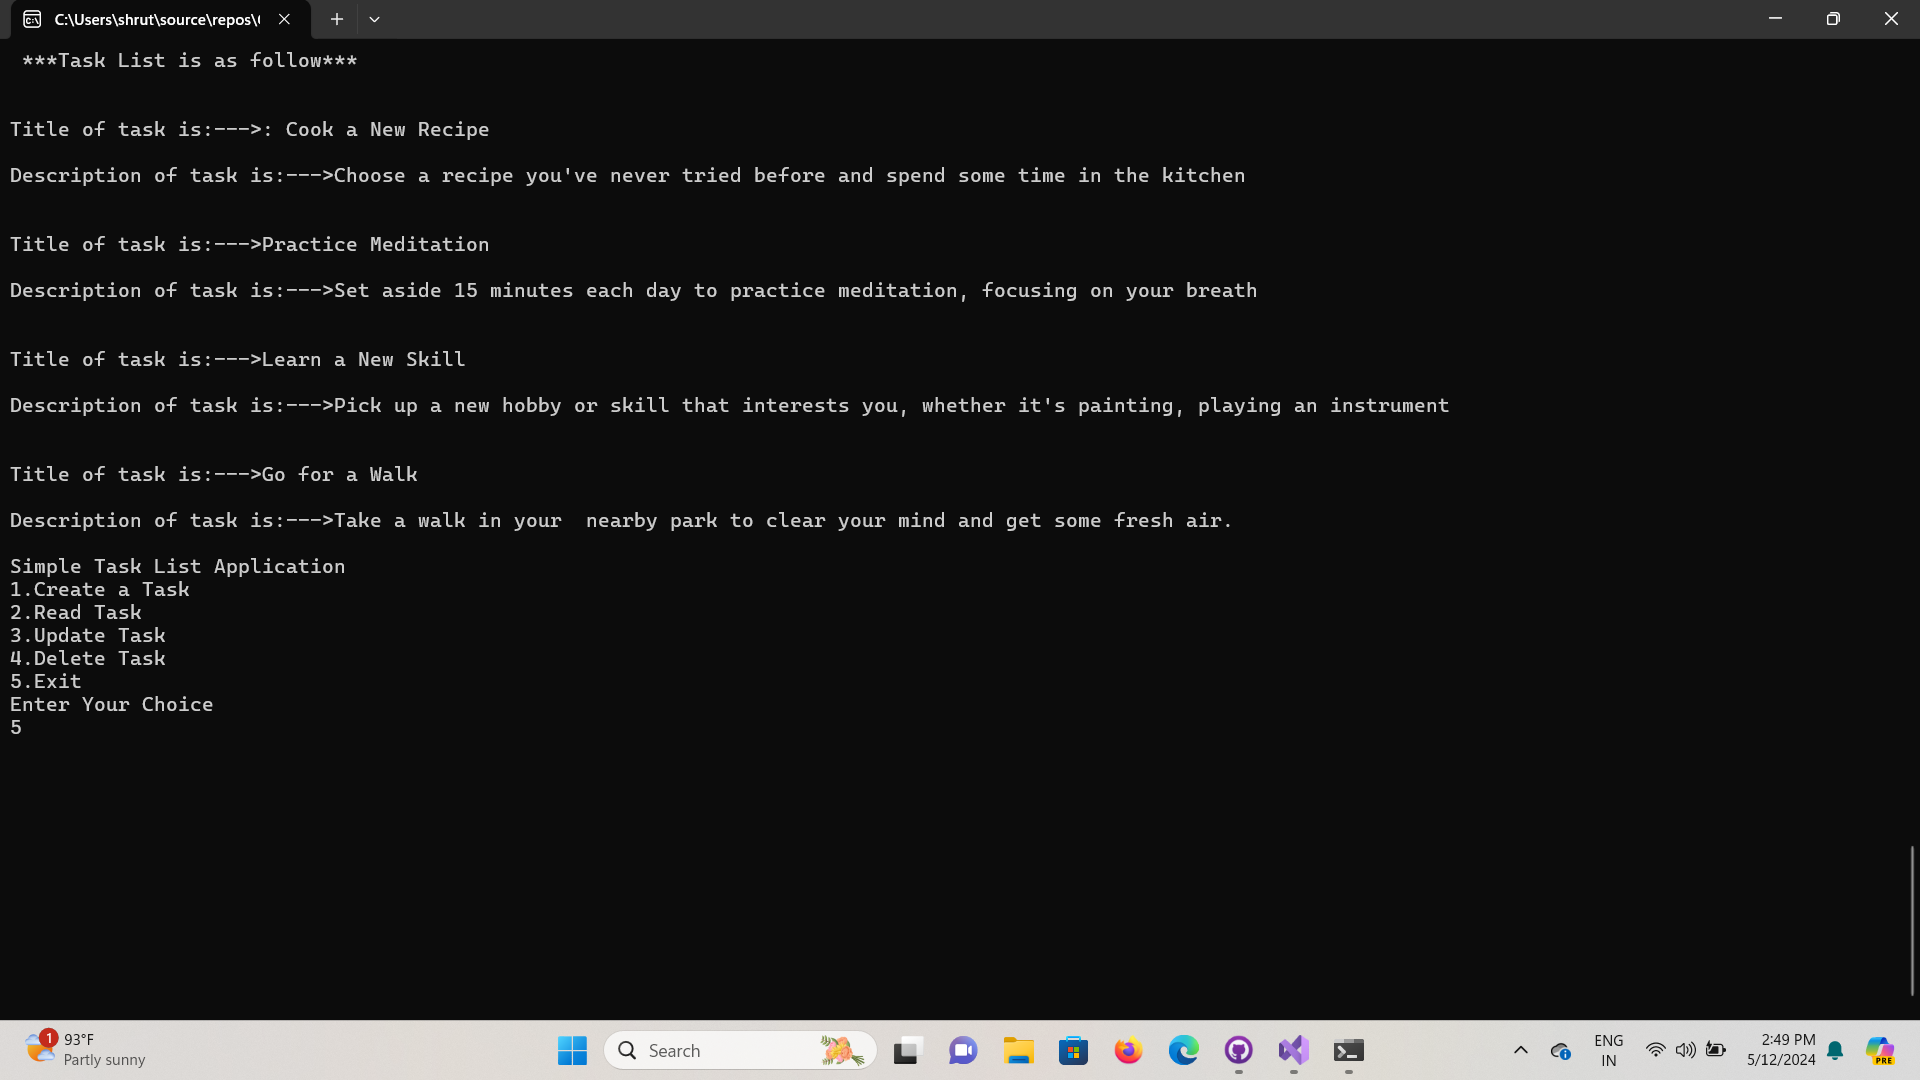 C:\Users\shrut\source\repos\
***Task List is as follow***
Title of task is:--->: Cook a New Recipe
Description of task is:--->Choose a recipe you've never tried before and spend some time in the kitchen
Title of task is:--->Practice Meditation
Description of task is:--->Set aside 15 minutes each day to practice meditation, focusing on your breath
Title of task is:--->Learn a New Skill
Description of task is:--->Pick up a new hobby or skill that interests you, whether it's painting, playing an instrument
Title of task is:--->Go for a Walk
Description of task is:--->Take a walk in your  nearby park to clear your mind and get some fresh air.
Simple Task List Application
1.Create a Task
2.Read Task
3.Update Task
4.Delete Task
5.Exit
Enter Your Choice
5
1
93°F
Partly sunny
Search
ENG
IN
2:49 PM
5/12/2024
PRE